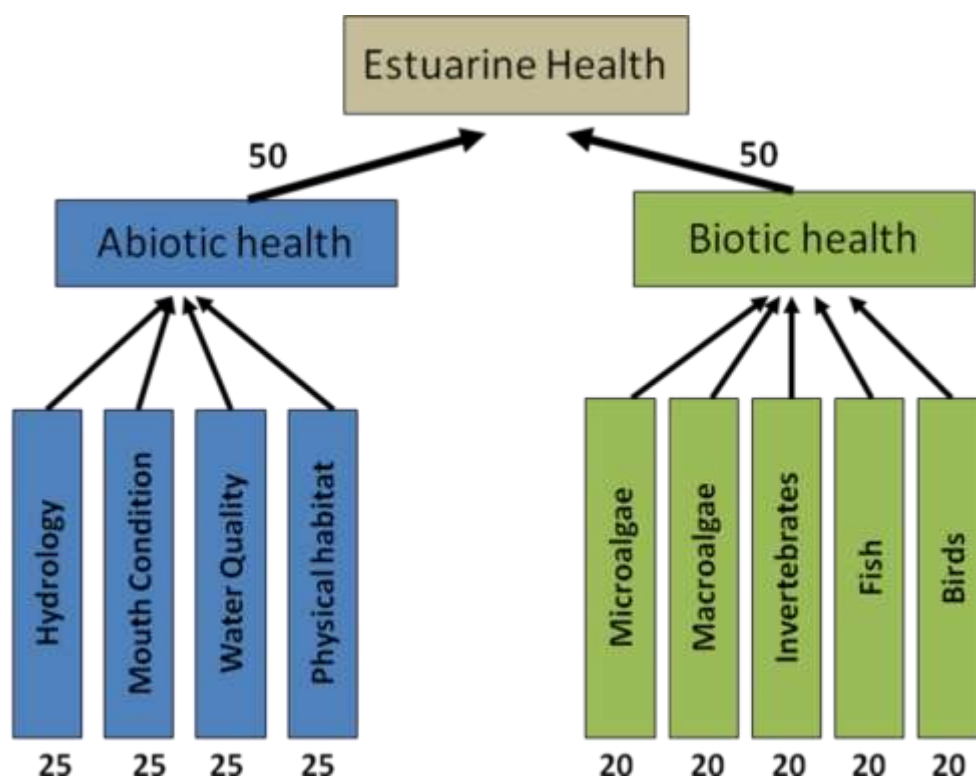 Estuarine Health
50
50
Abiotic health
Biotic health
Hydrology
Mouth Condition
Water Quality
Physical habitat
Microalgae
Macroalgae
Invertebrates
Fish
Birds
25
25
25
25
20
20
20
20
20